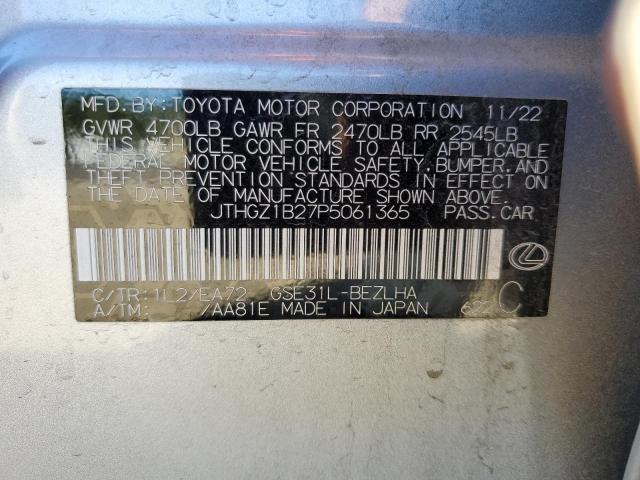 MFD. BY: TOYOTA MOTOR CORPORATION 11/22
GVWR 4700LB GAWR FR 2470LB RR 2545LB
THIS VEHICLE CONFORMS TO ALL APPLICABLE
FEDERAL MOTOR VEHICLE SAFETY, BUMPER, AND
THEFT PREVENTION STANDARDS IN EFFECT ON
THE DATE OF MANUFACTURE SHOWN ABOVE.
JTHGZ1B27P5061365 PASS. CAR
C/TR: 1L2/EA72 GSE31L-BEZLHA
A/TM: /AA81E MADE IN JAPAN
C